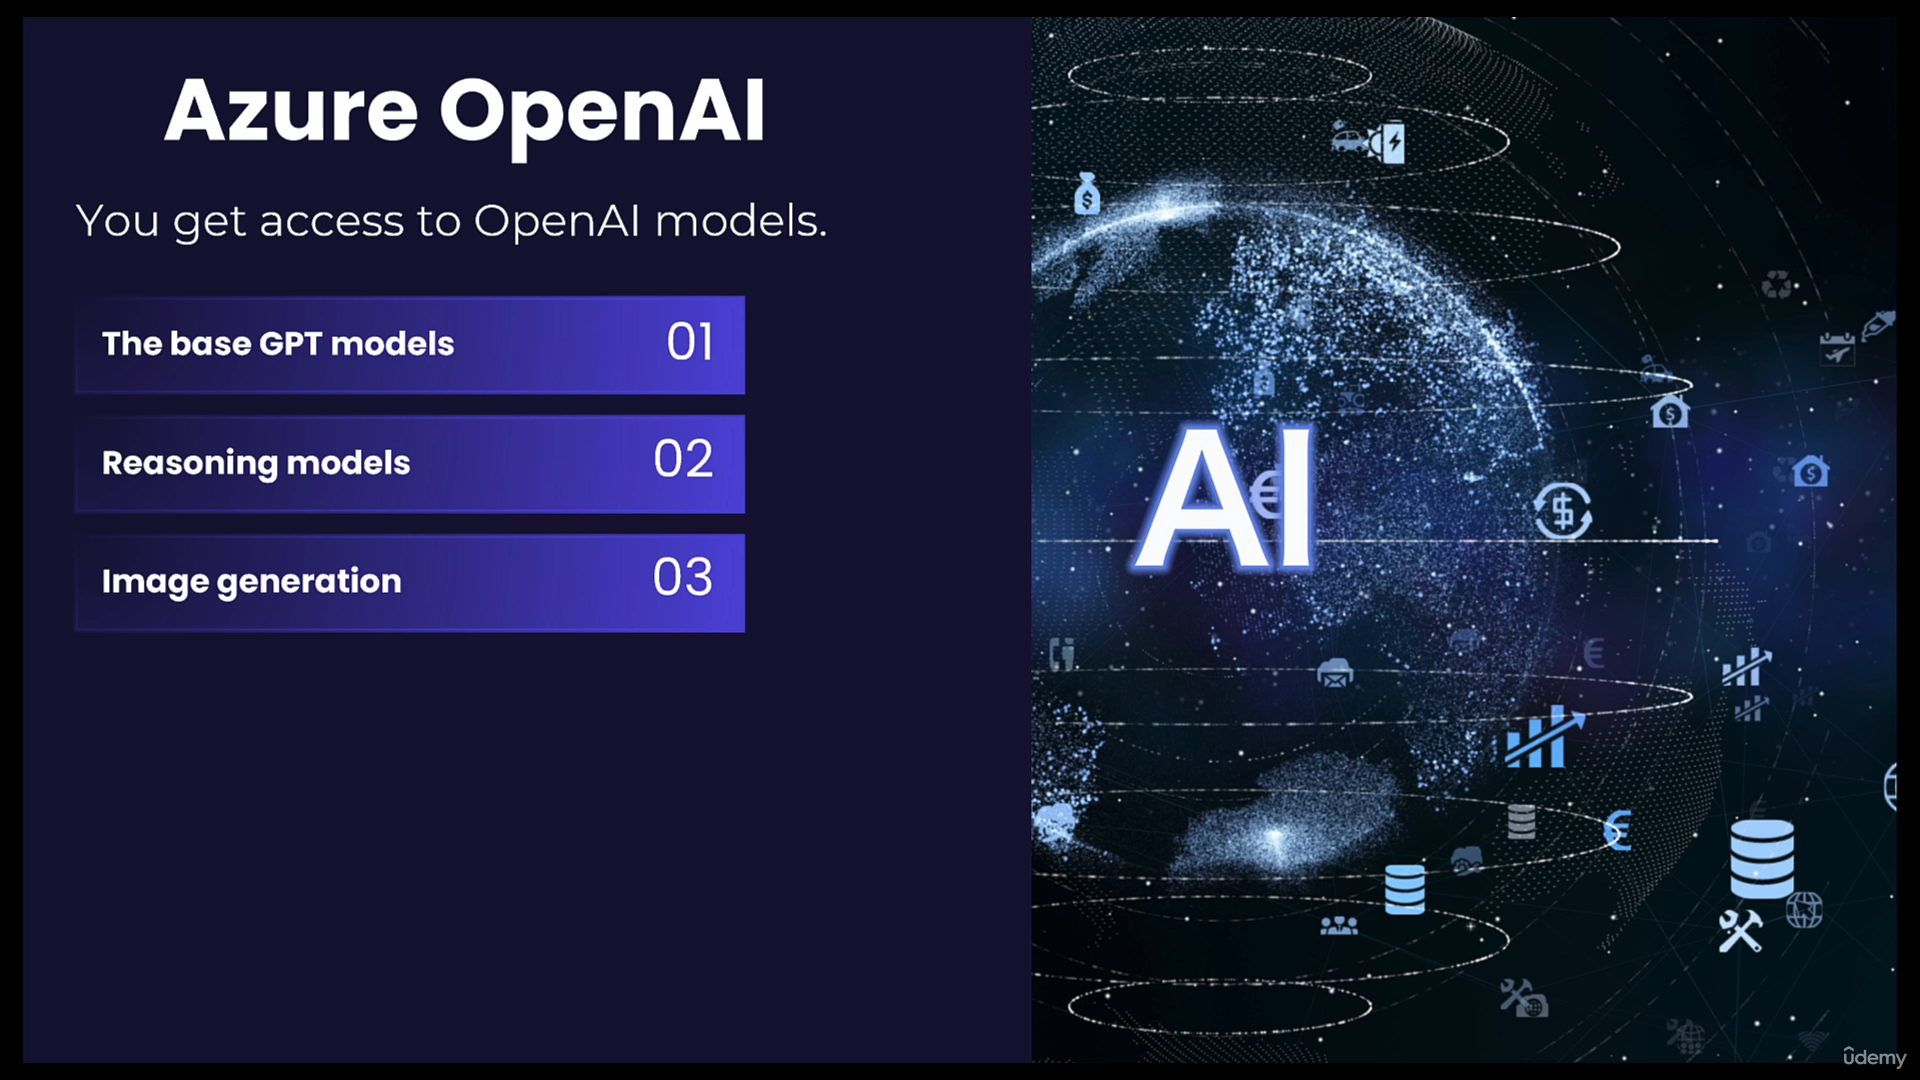 Azure OpenAI
You get access to OpenAI models.
The base GPT models 01
Reasoning models 02
Image generation 03
AI
ûdemy